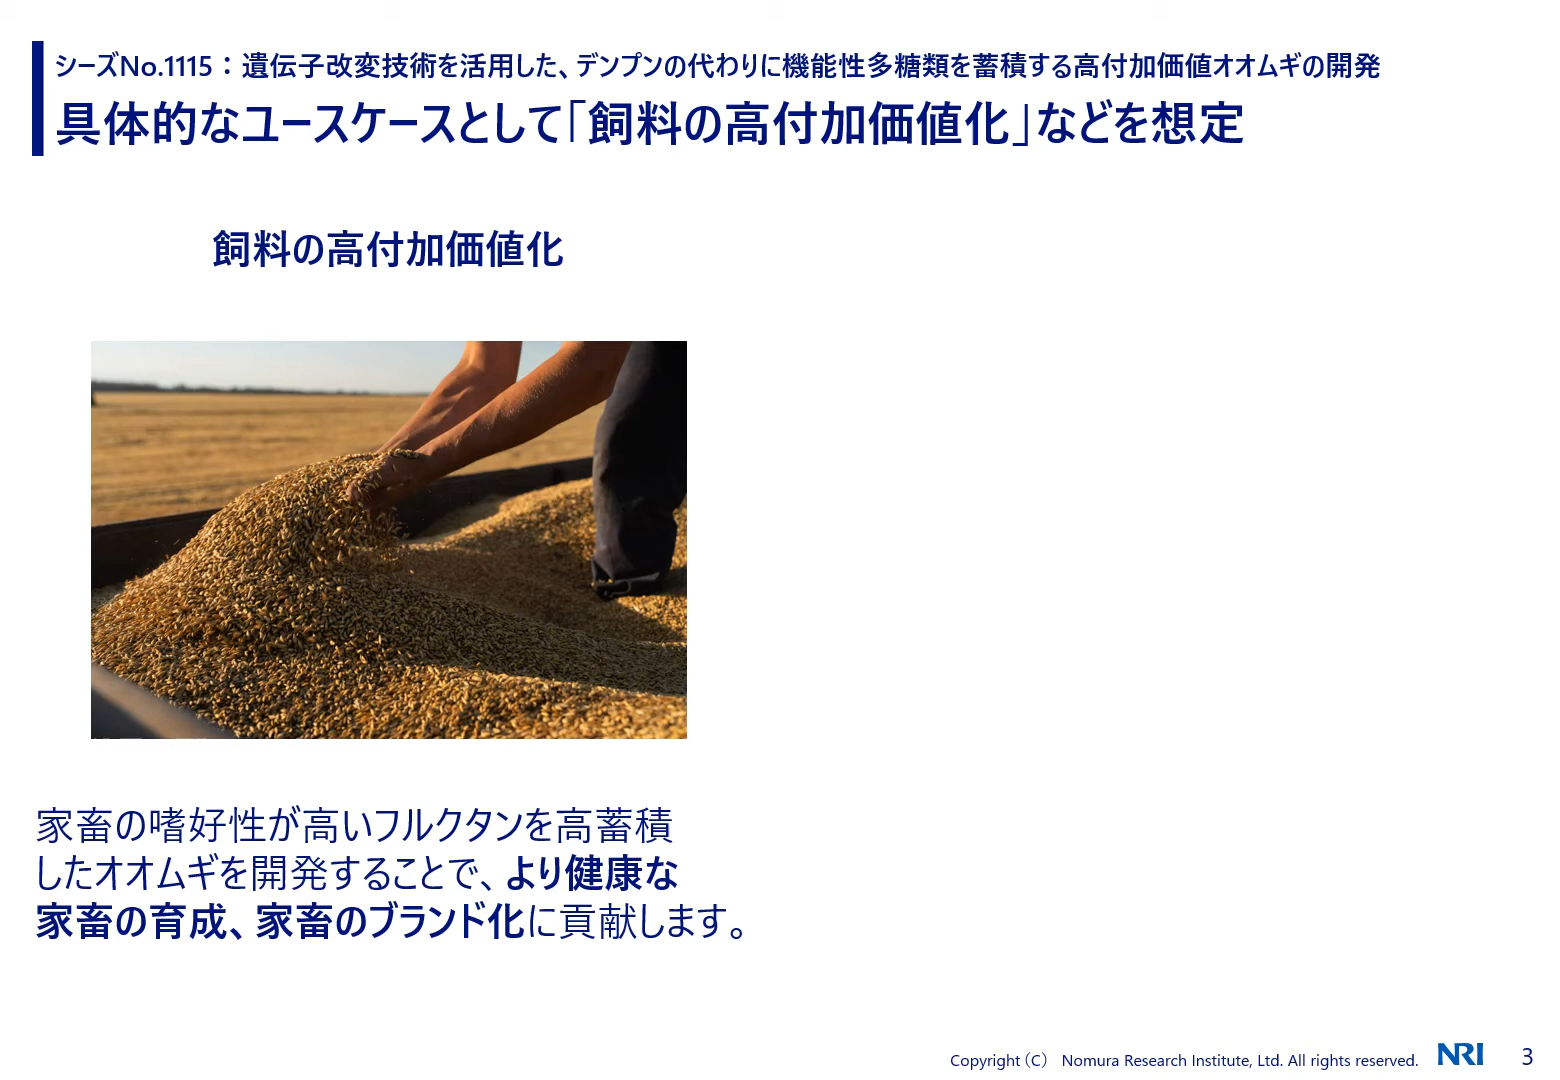 シーズNo.1115：遺伝子改変技術を活用した、デンプンの代わりに機能性多糖類を蓄積する高付加価値オオムギの開発
具体的なユースケースとして「飼料の高付加価値化」などを想定
飼料の高付加価値化
家畜の嗜好性が高いフルクタンを高蓄積
したオオムギを開発することで、より健康な
家畜の育成、家畜のブランド化に貢献します。
Copyright（C） Nomura Research Institute, Ltd. All rights reserved.
NRI
3